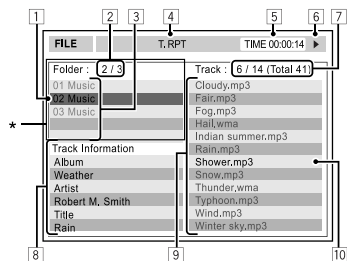 2 3 4 5 6 7
FILE T. RPT TIME 00:00:14
Folder : 2 / 3 Track : 6 / 14 (Total 41)
1
01 Music
02 Music
03 Music
*
Cloudy.mp3
Fair.mp3
Fog.mp3
Hail.wma
Indian summer.mp3
Rain.mp3
Shower.mp3
Snow.mp3
Thunder.wma
Typhoon.mp3
Wind.mp3
Winter sky.mp3
Track Information
Album
Weather
Artist
Robert M. Smith
Title
Rain
8 9 10